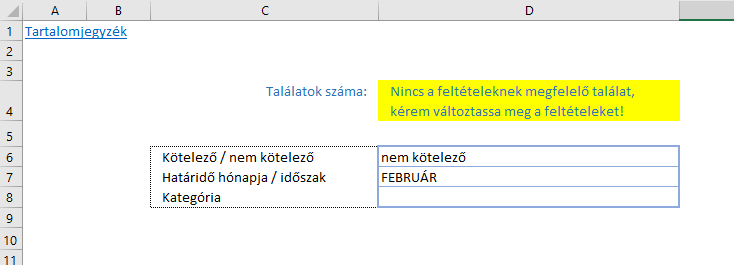 A B C D
1 Tartalomjegyzék
2
3
Találatok száma: Nincs a feltételeknek megfelelő találat,
4 kérem változtassa meg a feltételeket!
5
6 Kötelező / nem kötelező nem kötelező
7 Határidő hónapja / időszak FEBRUÁR
8 Kategória
9
10
11